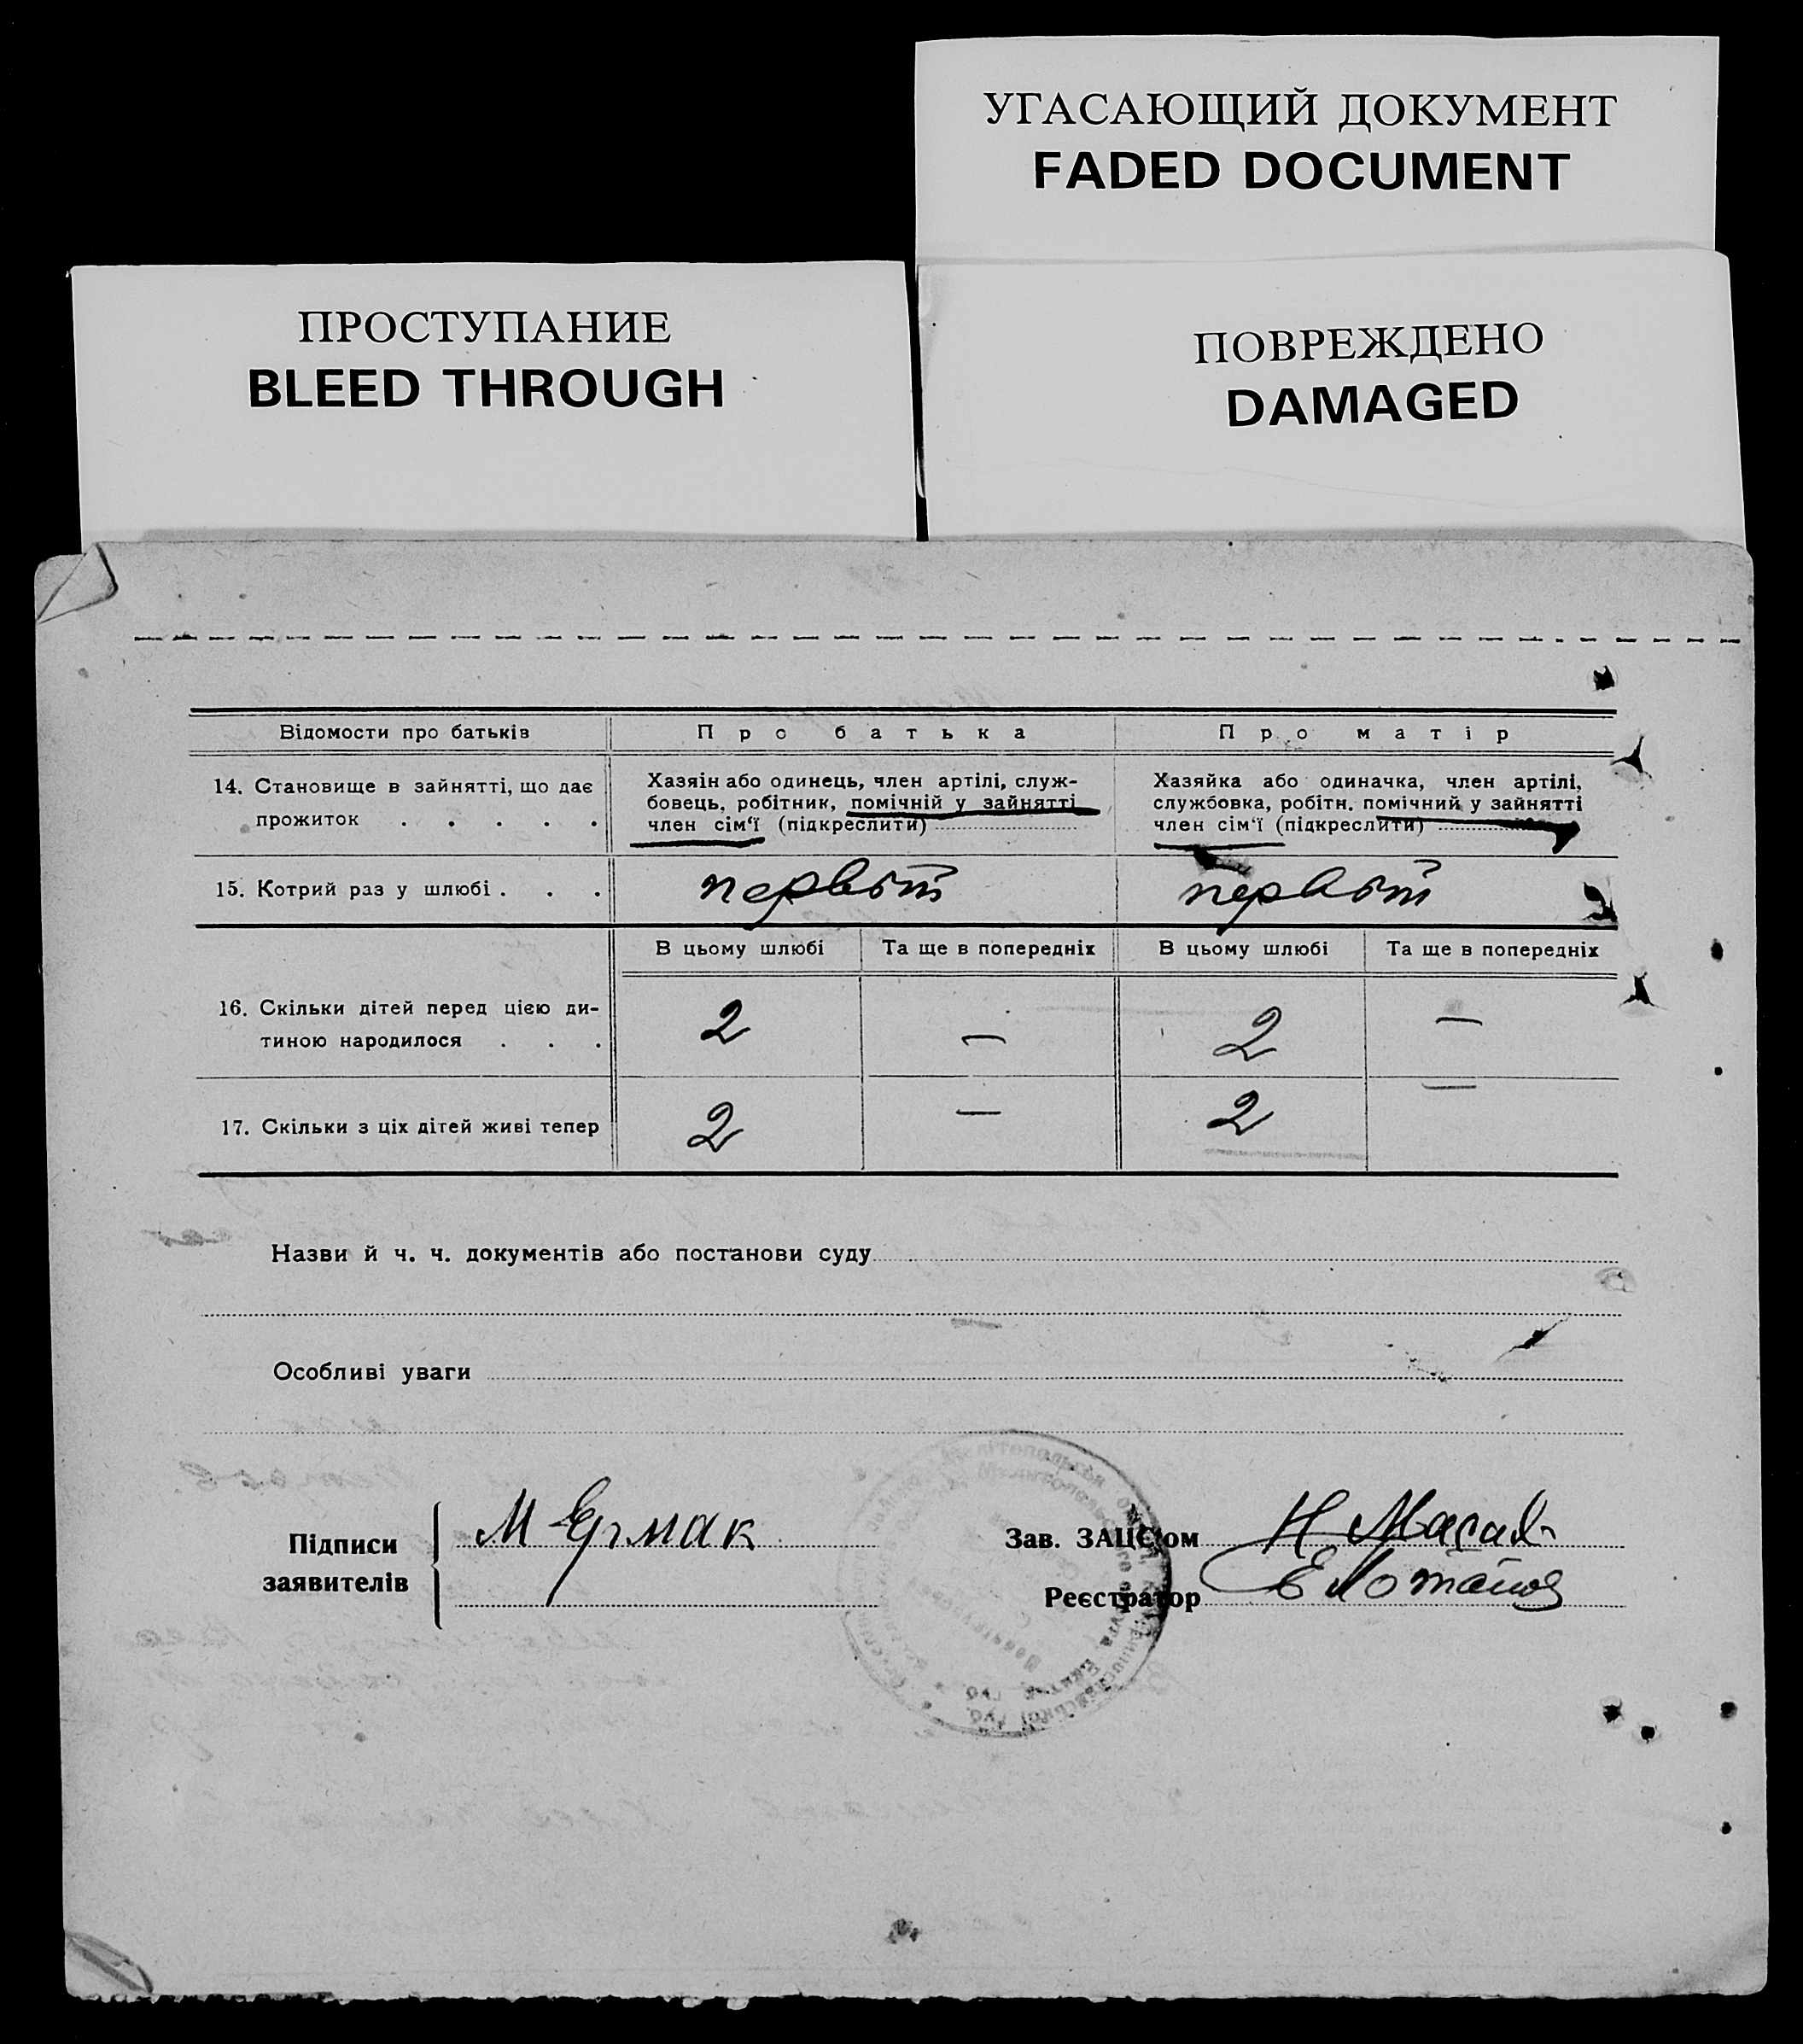 УГАСАЮЩИЙ ДОКУМЕНТ
FADED DOCUMENT
ПРОСТУПАНИЕ
BLEED THROUGH
ПОВРЕЖДЕНО
DAMAGED
Відомости про батьків
Про батька
Про матір
14. Становище в зайнятті, що дає
прожиток . . . . .
Хазяін або одинець, член артілі, служ-
бовець, робітник, помічній у зайнятті
член сім‘ї (підкреслити)
Хазяйка або одиначка, член артілі,
службовка, робітн. помічний у зайнятті
член сім‘ї (підкреслити)
15. Котрий раз у шлюбі . . .
первый
первый
В цьому шлюбі
Та ще в попередніх
В цьому шлюбі
Та ще в попередніх
16. Скільки дітей перед цією ди-
тиною народилося . . .
2 — 2 —
17. Скільки з ціх дітей живі тепер
2 — 2 —
Назви й ч. ч. документів або постанови суду
Особливі уваги
Підписи
заявителів
М Ермак
Зав. ЗАЦС‘ом
Реєстратор